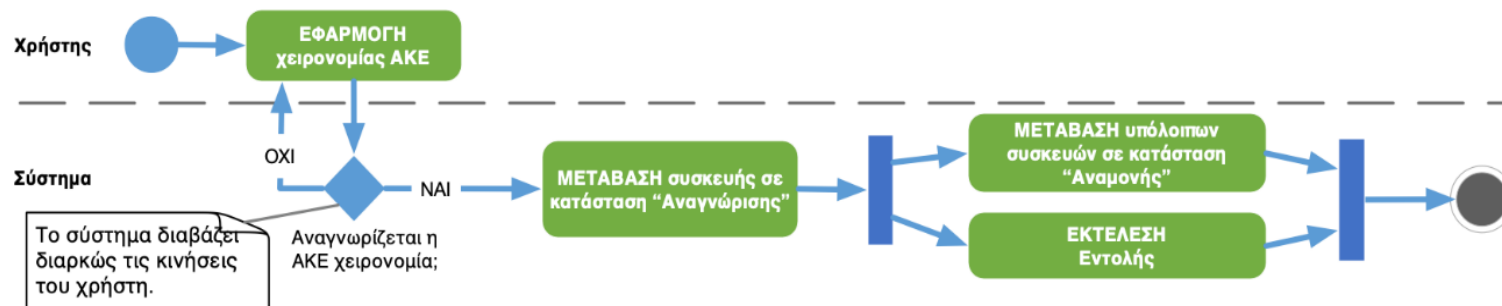 Χρήστης
ΕΦΑΡΜΟΓΗ
χειρονομίας ΑΚΕ
ΟΧΙ
Σύστημα
ΝΑΙ
ΜΕΤΑΒΑΣΗ συσκευής σε
κατάσταση “Αναγνώρισης”
ΜΕΤΑΒΑΣΗ υπόλοιπων
συσκευών σε κατάσταση
“Αναμονής”
ΕΚΤΕΛΕΣΗ
Εντολής
Το σύστημα διαβάζει
διαρκώς τις κινήσεις
του χρήστη.
Αναγνωρίζεται η
ΑΚΕ χειρονομία;